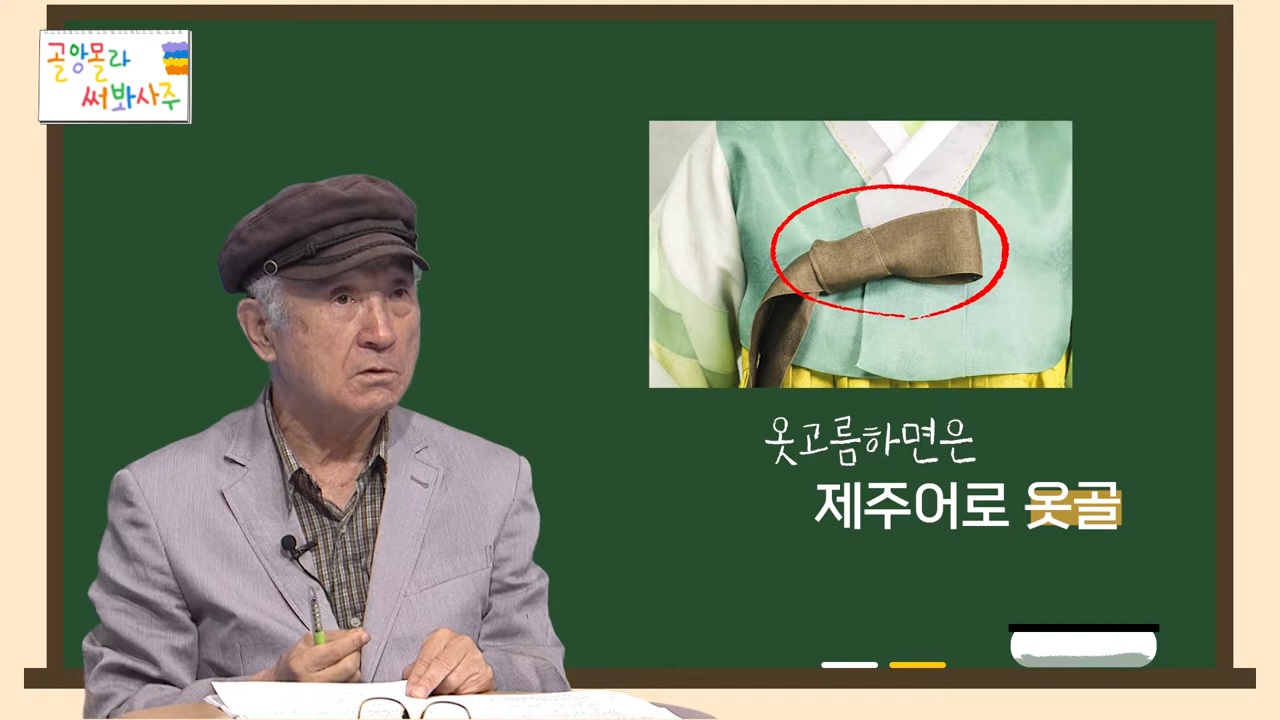 골앙몰라
써봐사주
옷고름하면은
제주어로 옷골